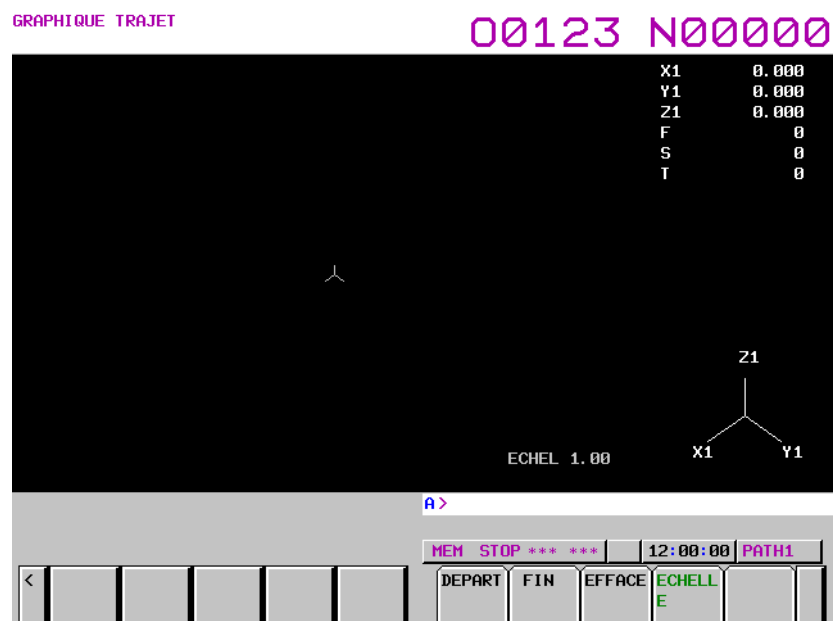 GRAPHIQUE TRAJET O0123 N00000
X1 0.000
Y1 0.000
Z1 0.000
F 0
S 0
T 0
Z1
X1 Y1
ECHEL 1.00
A>
MEM STOP *** *** 12:00:00 PATH1
< DEPART FIN EFFACE ECHELL
E